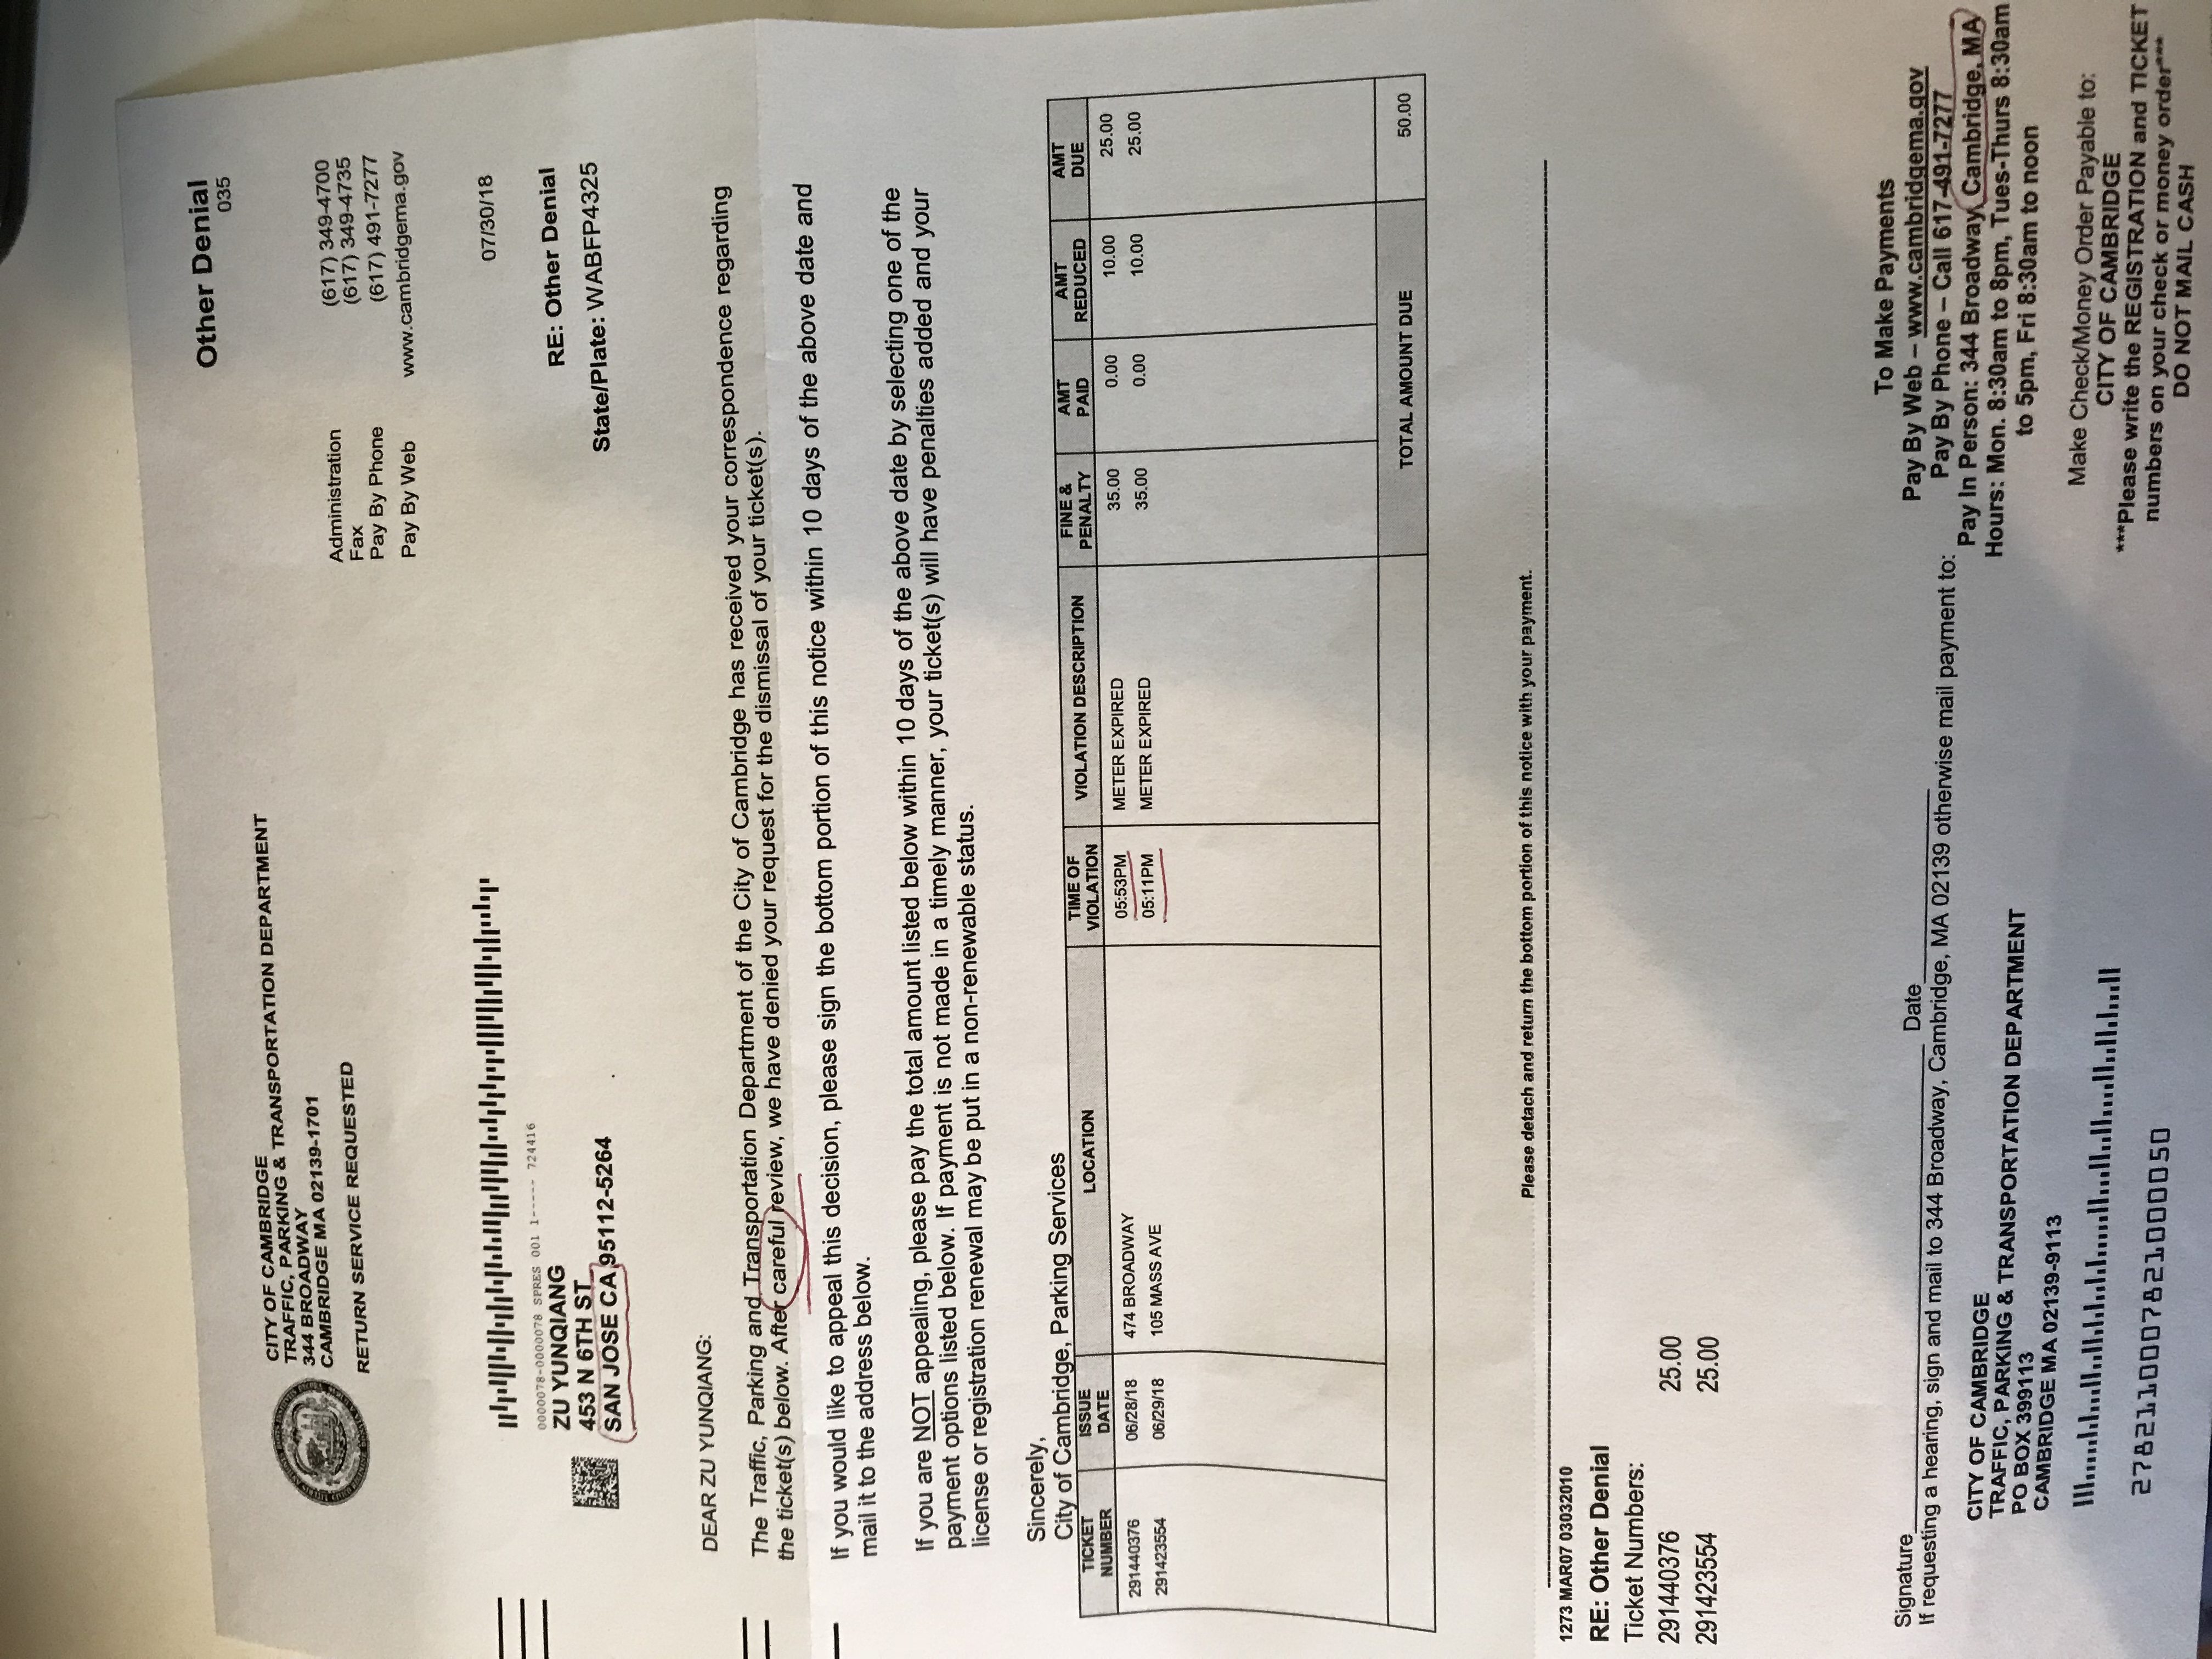 Other Denial
035
CITY OF CAMBRIDGE
TRAFFIC, PARKING & TRANSPORTATION DEPARTMENT
344 BROADWAY
CAMBRIDGE MA 02139-1701
RETURN SERVICE REQUESTED
Administration (617) 349-4700
Fax (617) 349-4735
Pay By Phone (617) 491-7277
Pay By Web www.cambridgema.gov
07/30/18
0000078-0000078 SPRES 001 1----- 724416
ZU YUNQIANG
453 N 6TH ST
SAN JOSE CA 95112-5264
RE: Other Denial
State/Plate: WABFP4325
DEAR ZU YUNQIANG:
The Traffic, Parking and Transportation Department of the City of Cambridge has received your correspondence regarding
the ticket(s) below. After careful review, we have denied your request for the dismissal of your ticket(s).
If you would like to appeal this decision, please sign the bottom portion of this notice within 10 days of the above date and
mail it to the address below.
If you are NOT appealing, please pay the total amount listed below within 10 days of the above date by selecting one of the
payment options listed below. If payment is not made in a timely manner, your ticket(s) will have penalties added and your
license or registration renewal may be put in a non-renewable status.
Sincerely,
City of Cambridge, Parking Services
TICKET NUMBER ISSUE DATE LOCATION TIME OF VIOLATION VIOLATION DESCRIPTION FINE & PENALTY AMT PAID AMT REDUCED AMT DUE
291440376 06/28/18 474 BROADWAY 05:53PM METER EXPIRED 35.00 0.00 10.00 25.00
291423554 06/29/18 105 MASS AVE 05:11PM METER EXPIRED 35.00 0.00 10.00 25.00
TOTAL AMOUNT DUE 50.00
Please detach and return the bottom portion of this notice with your payment.
1273 MAR07 03032010
RE: Other Denial
Ticket Numbers:
291440376 25.00
291423554 25.00
Signature Date
If requesting a hearing, sign and mail to 344 Broadway, Cambridge, MA 02139 otherwise mail payment to:
CITY OF CAMBRIDGE
TRAFFIC, PARKING & TRANSPORTATION DEPARTMENT
PO BOX 399113
CAMBRIDGE MA 02139-9113
2782110007821000050
To Make Payments
Pay By Web – www.cambridgema.gov
Pay By Phone – Call 617-491-7277
Pay In Person: 344 Broadway, Cambridge, MA
Hours: Mon. 8:30am to 8pm, Tues-Thurs 8:30am
to 5pm, Fri 8:30am to noon
Make Check/Money Order Payable to:
CITY OF CAMBRIDGE
***Please write the REGISTRATION and TICKET
numbers on your check or money order***
DO NOT MAIL CASH